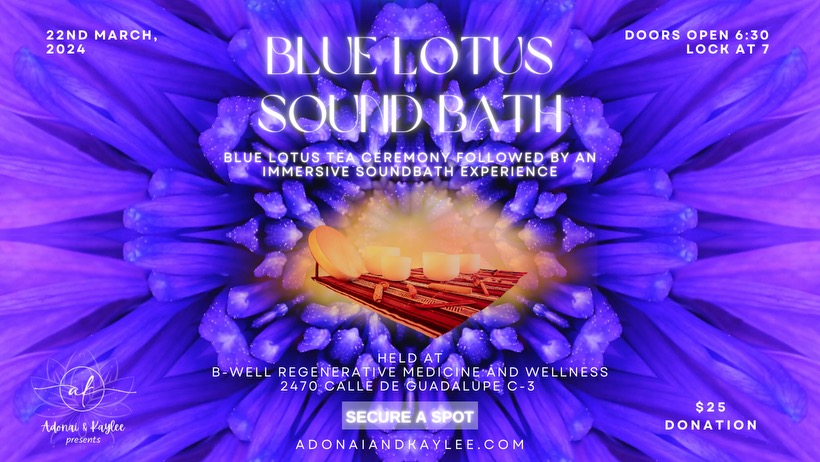 22ND MARCH,
2024
DOORS OPEN 6:30
LOCK AT 7
BLUE LOTUS
SOUND BATH
BLUE LOTUS TEA CEREMONY FOLLOWED BY AN
IMMERSIVE SOUNDBATH EXPERIENCE
HELD AT
B-WELL REGENERATIVE MEDICINE AND WELLNESS
2470 CALLE DE GUADALUPE C-3
SECURE A SPOT
ADONAIANDKAYLEE.COM
al
Adonai & Kaylee
presents
$25
DONATION